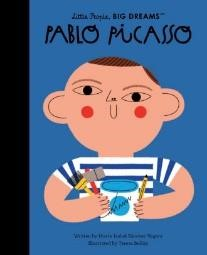 Little People, BIG DREAMS™
PABLO PICASSO
Written by Maria Isabel Sánchez Vegara
Illustrated by Teresa Bellón